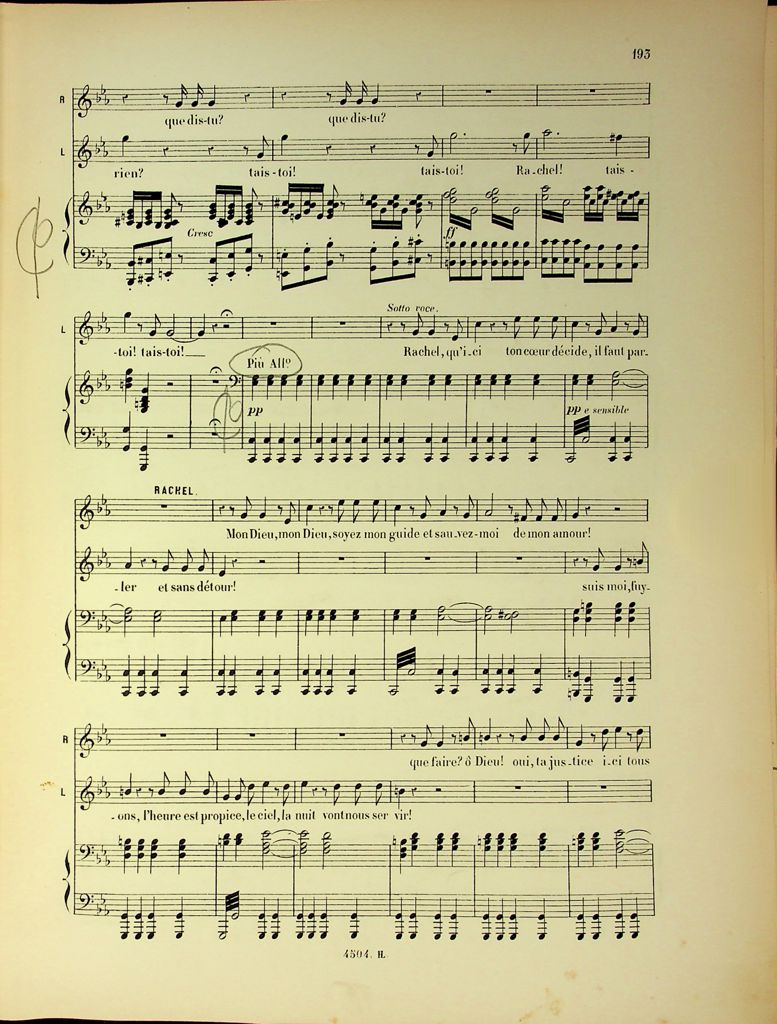 193
R
que dis-tu? que dis-tu?
L
rien? tais-toi! tais-toi! Ra-chel! tais-
Cresc
ff
Sotto voce.
L
-toi! tais-toi! Rachel, qu'i-ci ton cœur décide, il faut par-
Più All.º
pp pp e sensible
RACHEL.
Mon Dieu, mon Dieu, soyez mon guide et sau-vez-moi de mon amour!
-ler et sans détour! suis moi, fuy-
R
que faire? ô Dieu! oui, ta jus-tice i-ci tous
L
-ons, l'heure est propice, le ciel, la nuit vont nous ser vir!
4504. H.